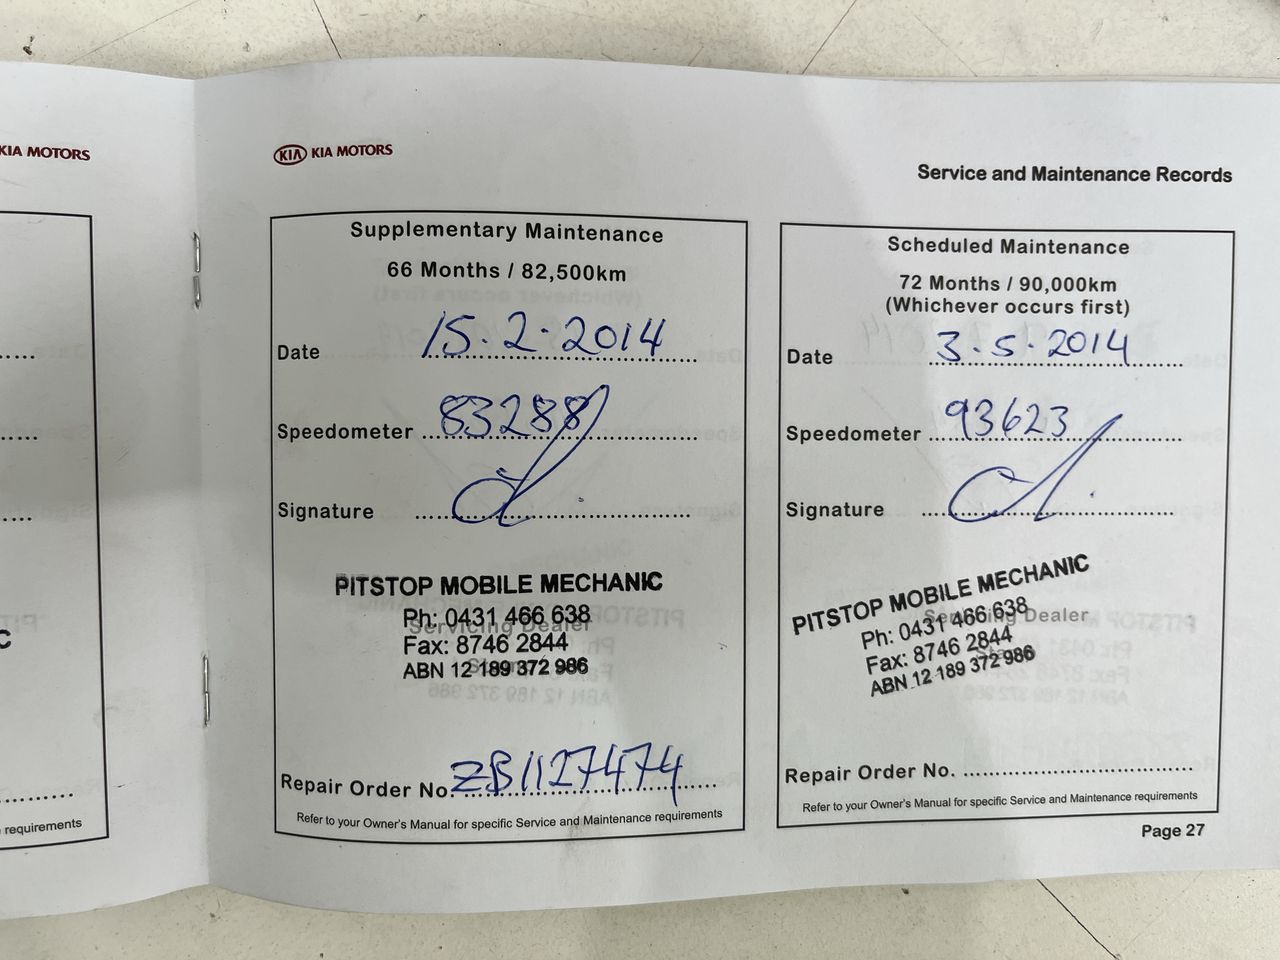 KIA MOTORS
C
requirements
KIA KIA MOTORS
Service and Maintenance Records
Supplementary Maintenance
66 Months / 82,500km
Date 15.2.2014
Speedometer 83288
Signature
PITSTOP MOBILE MECHANIC
Ph: 0431 466 638
Servicing Dealer
Fax: 8746 2844
ABN 12 189 372 986
Repair Order No. ZB1127474
Refer to your Owner's Manual for specific Service and Maintenance requirements
Scheduled Maintenance
72 Months / 90,000km
(Whichever occurs first)
Date 3.5.2014
Speedometer 93623
Signature
PITSTOP MOBILE MECHANIC
Ph: 0431 466 638
Servicing Dealer
Fax: 8746 2844
ABN 12 189 372 986
Repair Order No.
Refer to your Owner's Manual for specific Service and Maintenance requirements
Page 27